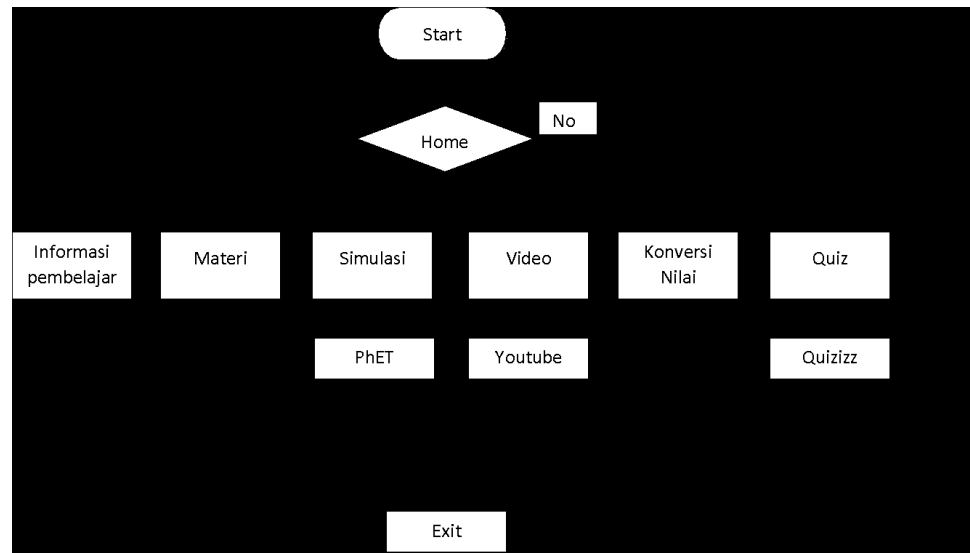 Start
No
Home
Informasi
pembelajar
Materi
Simulasi
Video
Konversi
Nilai
Quiz
PhET
Youtube
Quizizz
Exit